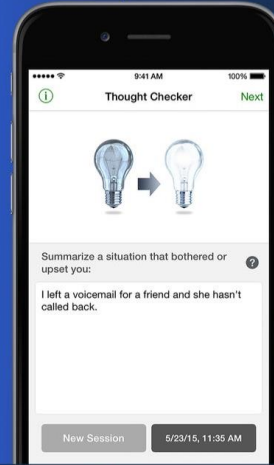 9:41 AM 100%
Thought Checker Next
Summarize a situation that bothered or
upset you:
I left a voicemail for a friend and she hasn't
called back.
New Session 5/23/15, 11:35 AM